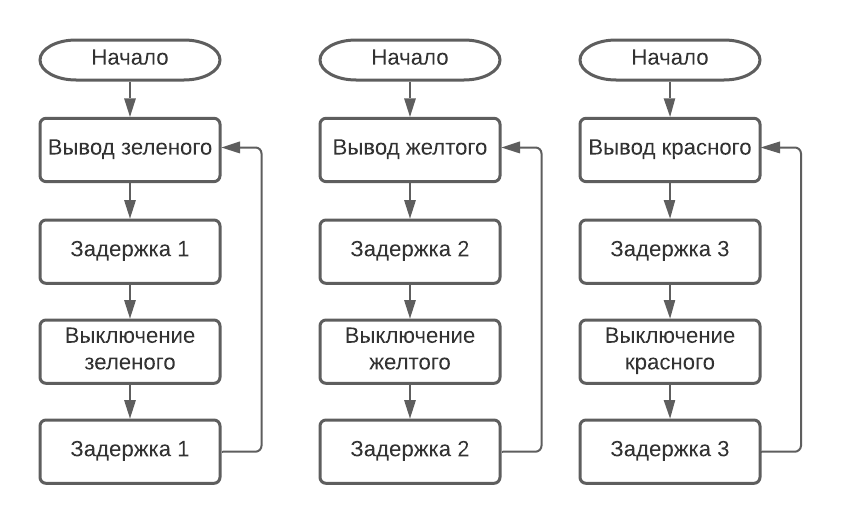 Начало
Вывод зеленого
Задержка 1
Выключение
зеленого
Задержка 1
Начало
Вывод желтого
Задержка 2
Выключение
желтого
Задержка 2
Начало
Вывод красного
Задержка 3
Выключение
красного
Задержка 3